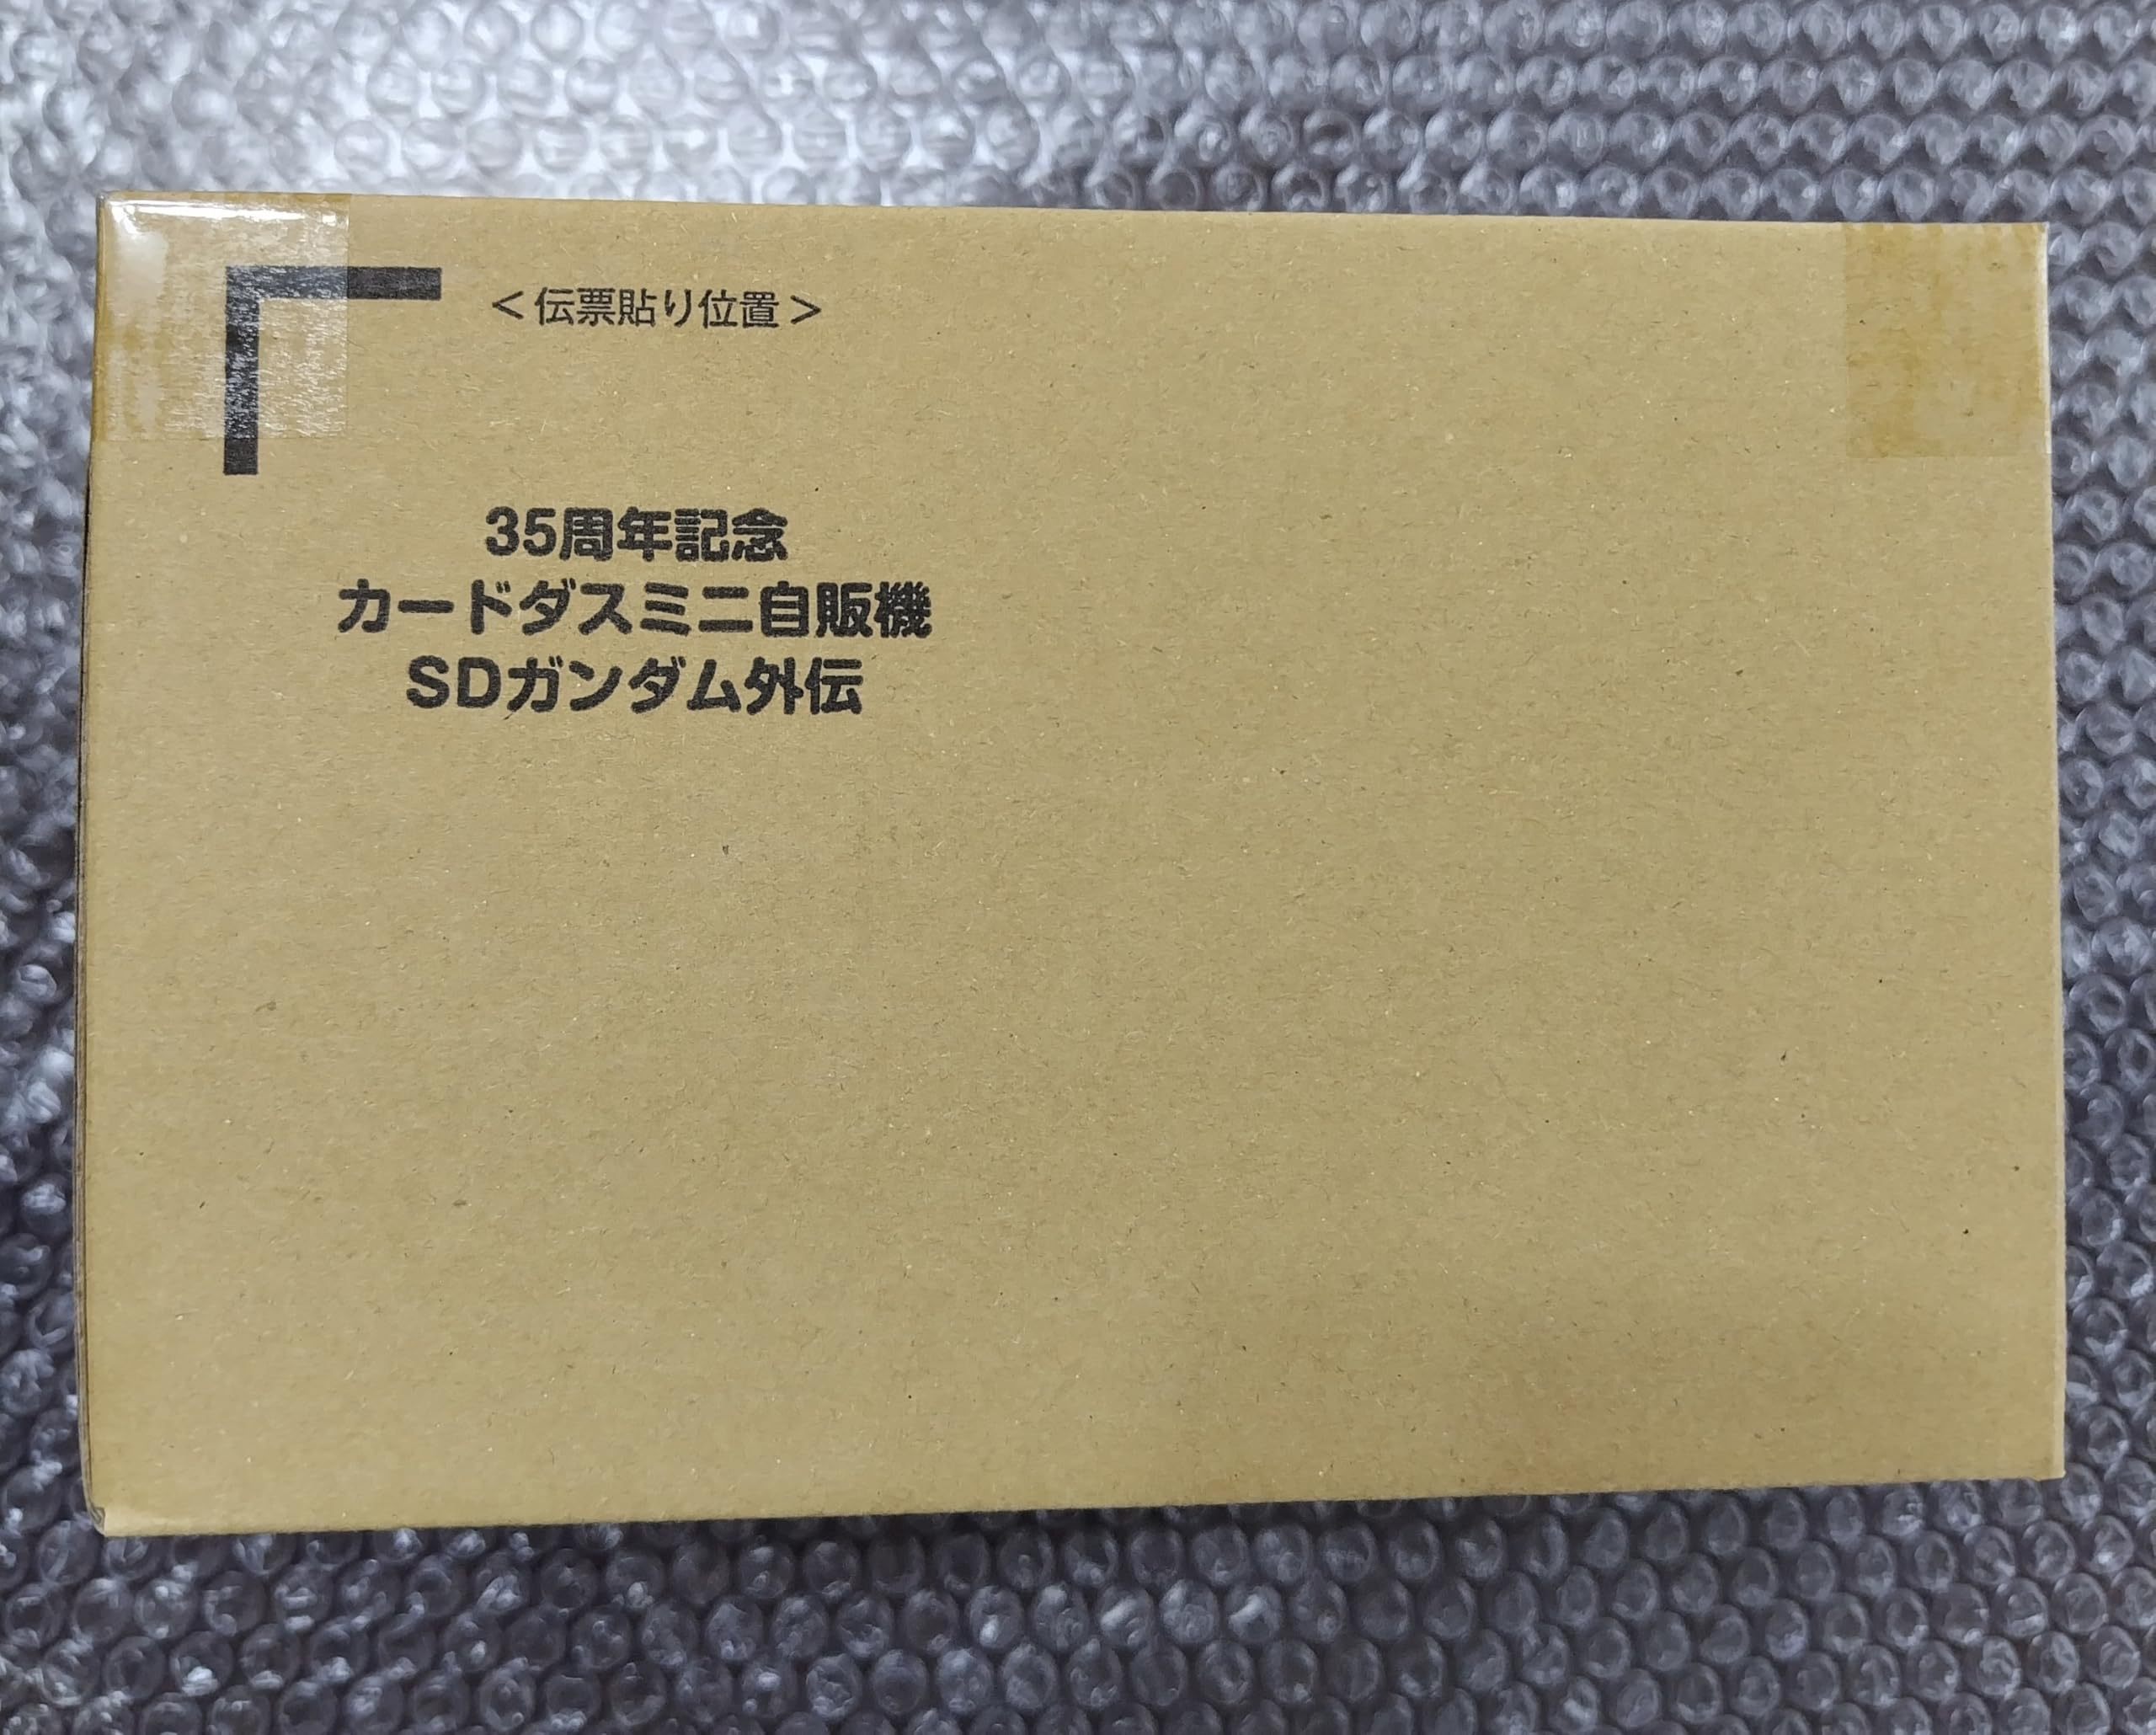 ＜伝票貼り位置＞
35周年記念
カードダスミニ自販機
SDガンダム外伝